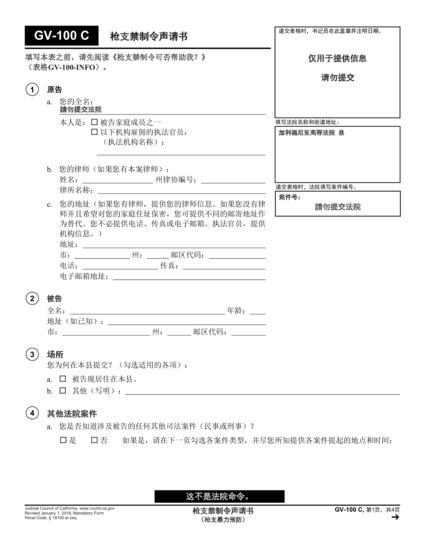 GV-100 C 枪支禁制令声请书
递交表格时，书记员在此盖章并注明日期。
仅用于提供信息
请勿提交
填写本表之前，请先阅读《枪支禁制令可否帮助我？》
（表格GV-100-INFO）。
1 原告
a. 您的全名：
請勿提交法院
本人是：☐ 被告家庭成员之一
☐ 以下机构雇佣的执法官员：
（执法机构名称）：
填写法院名称和街道地址：
加利福尼亚高等法院 县
b. 您的律师（如果您有本案律师）：
姓名： 州律协编号：
律所名称：
递交表格时，法院填写案件编号。
案件号：
請勿提交法院
c. 您的地址（如果您有律师，提供您的律师信息。如果您没有律
师并且希望对您的家庭住址保密，您可提供不同的邮寄地址作
为替代。您不必提供电话、传真或电子邮箱。执法官员，提供
机构信息。）
地址：
市： 州： 邮区代码：
电话： 传真：
电子邮箱地址：
2 被告
全名： 年龄：
地址（如已知）：
市： 州： 邮区代码：
3 场所
您为何在本县提交？（勾选适用的各项）：
a. ☐ 被告现居住在本县。
b. ☐ 其他（写明）：
4 其他法院案件
a. 您是否知道涉及被告的任何其他司法案件（民事或刑事）？
☐ 是 ☐ 否 如果是，请在下一页勾选各案件类型，并尽您所知提供各案件提起的地点和时间：
这不是法院命令。
Judicial Council of California, www.courts.ca.gov
Revised January 1, 2018, Mandatory Form
Penal Code, § 18100 et seq.
枪支禁制令声请书
（枪支暴力预防）
GV-100 C, 第1页，共4页
→